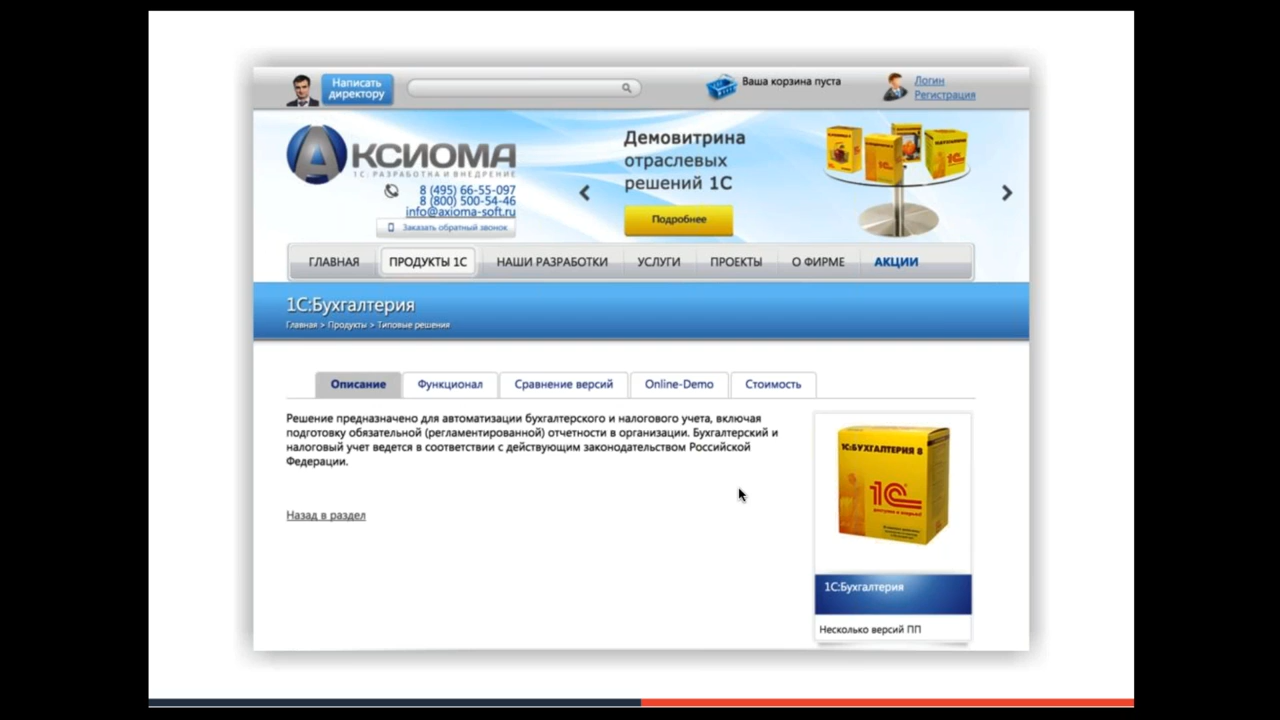 Написать
директору
Ваша корзина пуста
Логин
Регистрация
АКСИОМА
1С: РАЗРАБОТКА И ВНЕДРЕНИЕ
8 (495) 66-55-097
8 (800) 500-54-46
info@axioma-soft.ru
Заказать обратный звонок
Демовитрина
отраслевых
решений 1С
Подробнее
ГЛАВНАЯ
ПРОДУКТЫ 1С
НАШИ РАЗРАБОТКИ
УСЛУГИ
ПРОЕКТЫ
О ФИРМЕ
АКЦИИ
1С:Бухгалтерия
Главная > Продукты > Типовые решения
Описание
Функционал
Сравнение версий
Online-Demo
Стоимость
Решение предназначено для автоматизации бухгалтерского и налогового учета, включая
подготовку обязательной (регламентированной) отчетности в организации. Бухгалтерский и
налоговый учет ведется в соответствии с действующим законодательством Российской
Федерации.
Назад в раздел
1С:БУХГАЛТЕРИЯ 8
1С
1С:Бухгалтерия
Несколько версий ПП